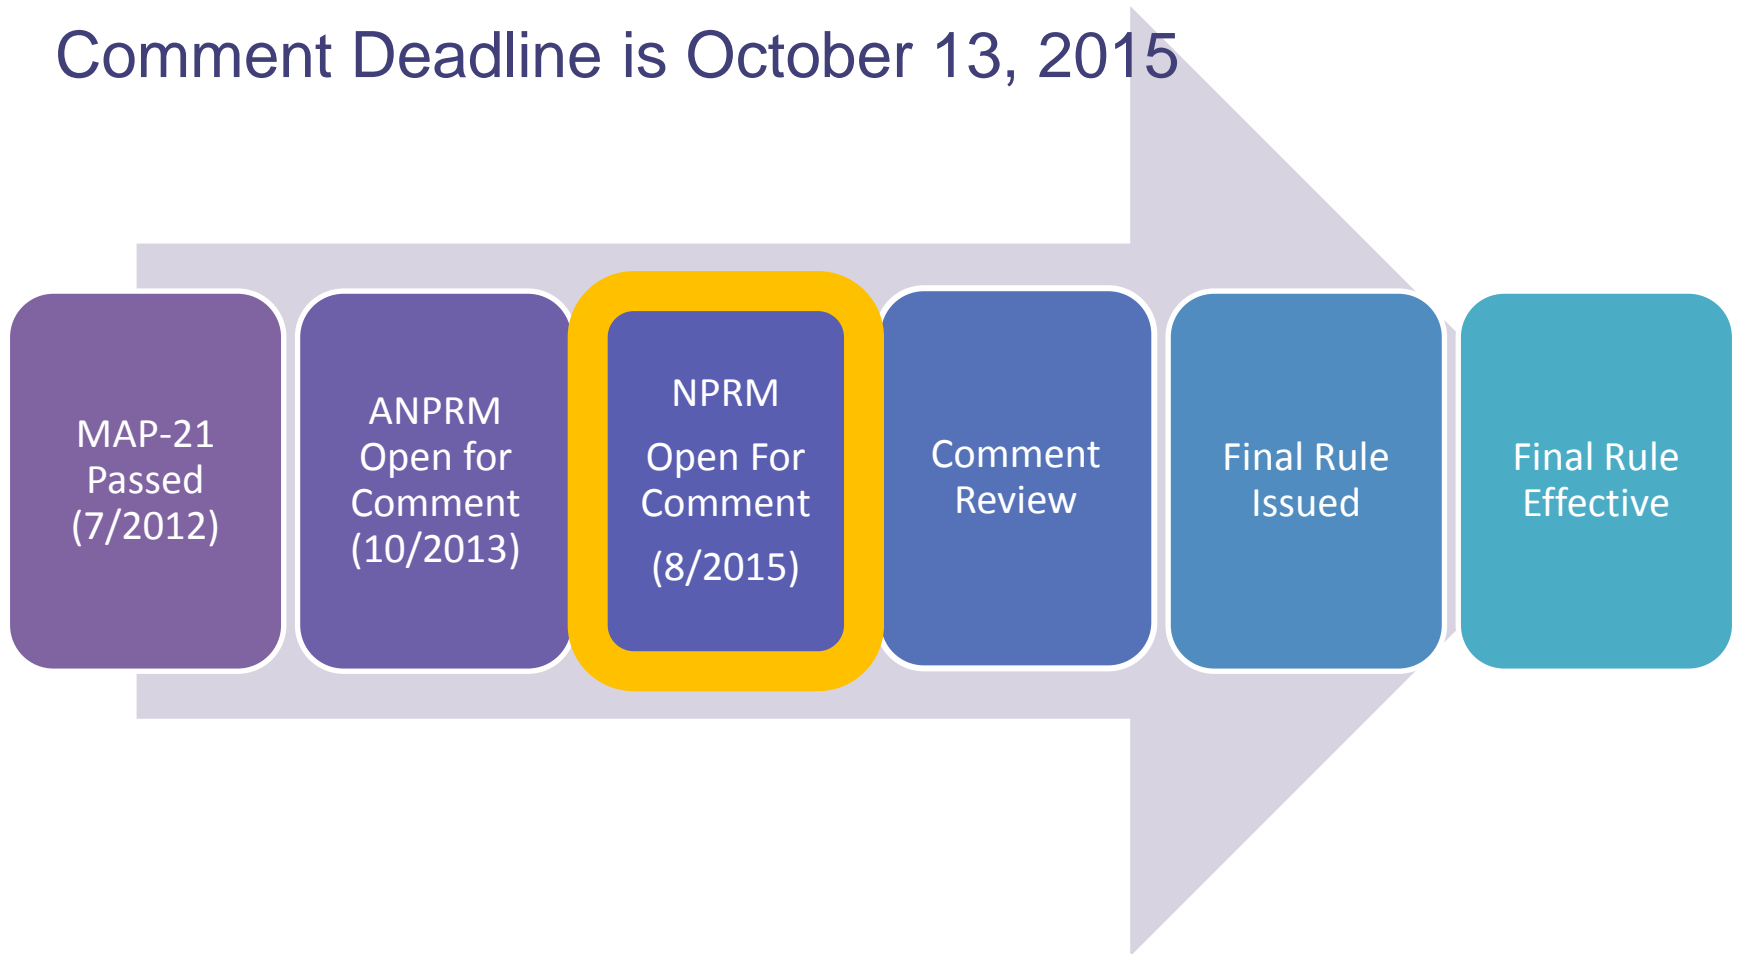 Comment Deadline is October 13, 2015
MAP-21
Passed
(7/2012)
ANPRM
Open for
Comment
(10/2013)
NPRM
Open For
Comment
(8/2015)
Comment
Review
Final Rule
Issued
Final Rule
Effective